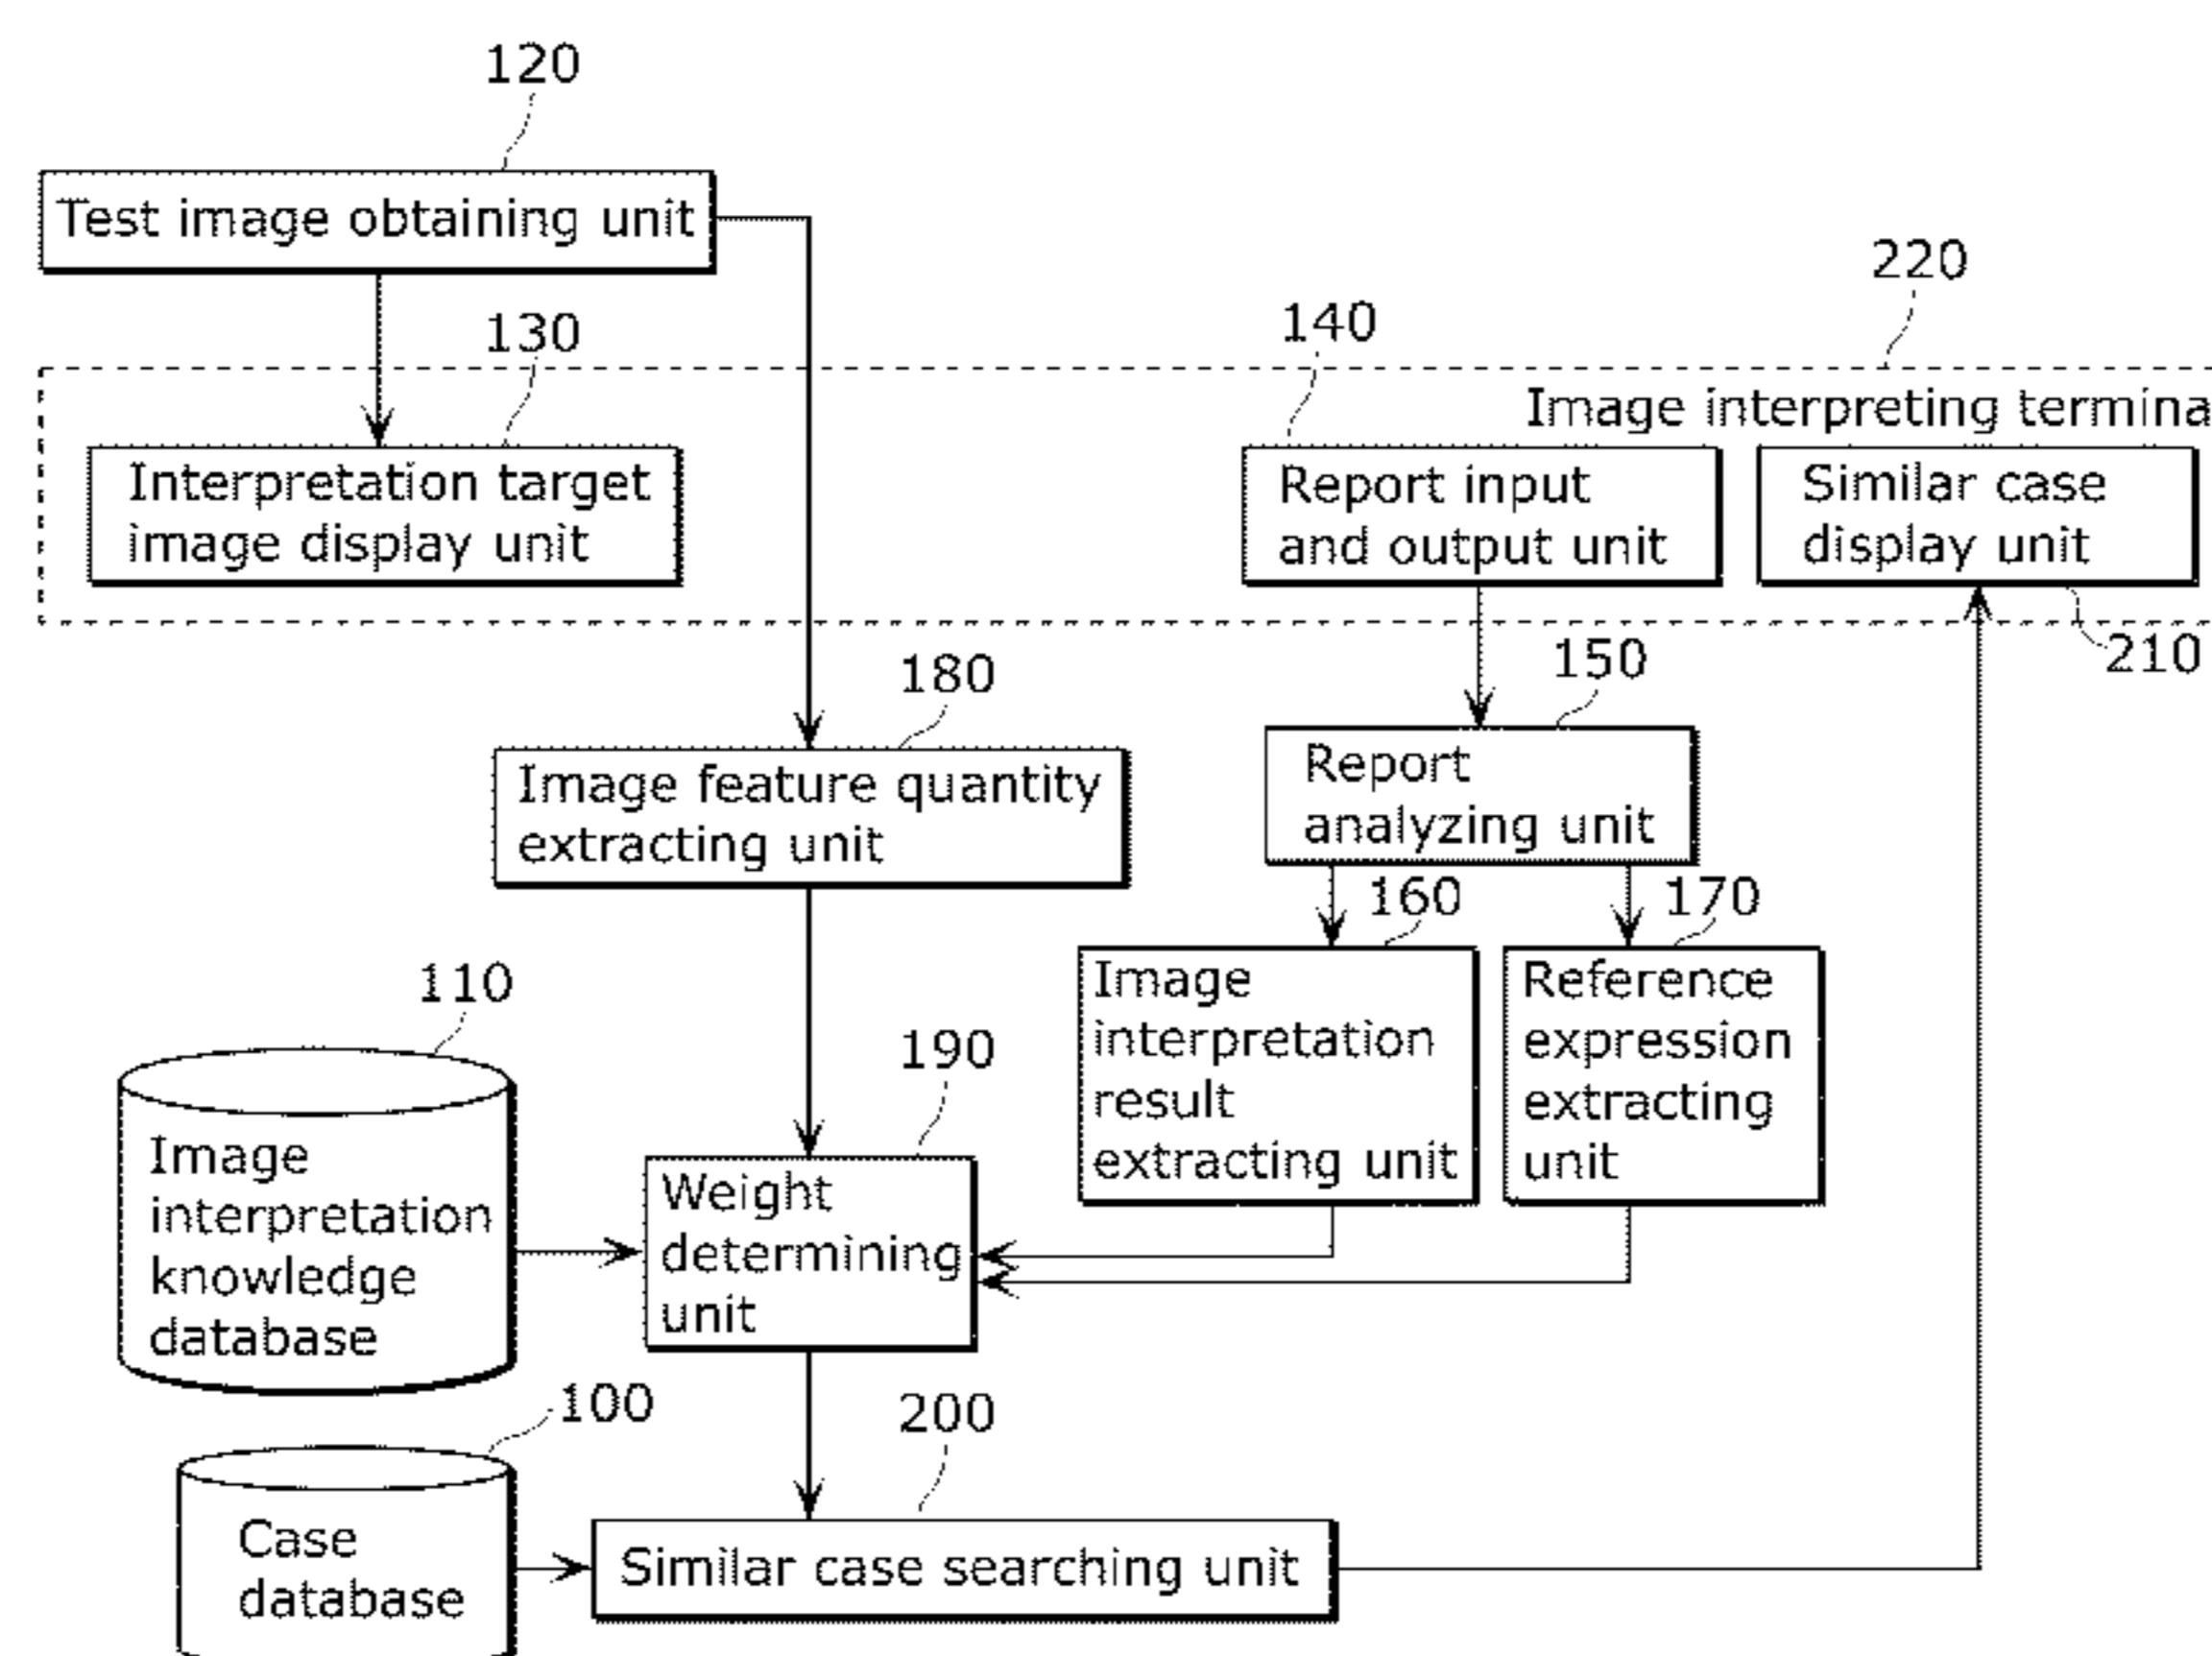 120
Test image obtaining unit
220
130
140
Image interpreting termina
Interpretation target
image display unit
Report input
and output unit
Similar case
display unit
210
180
150
Image feature quantity
extracting unit
Report
analyzing unit
160
170
Image
interpretation
result
extracting unit
Reference
expression
extracting
unit
110
190
Image
interpretation
knowledge
database
Weight
determining
unit
100
200
Case
database
Similar case searching unit